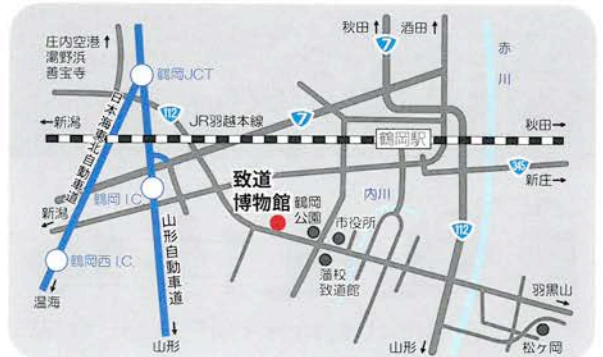 庄内空港↑
湯野浜
善宝寺
鶴岡JCT
秋田↑
7
酒田↑
赤川
112
←新潟
JR羽越本線
7
秋田→
日本海東北自動車道
鶴岡駅
345
新庄→
鶴岡I.C.
致道
博物館
鶴岡
公園
内川
市役所
112
←新潟
山形自動車道
鶴岡西I.C.
藩校
致道館
羽黒山
→
↓
温海
↓
山形
山形↓
松ヶ岡